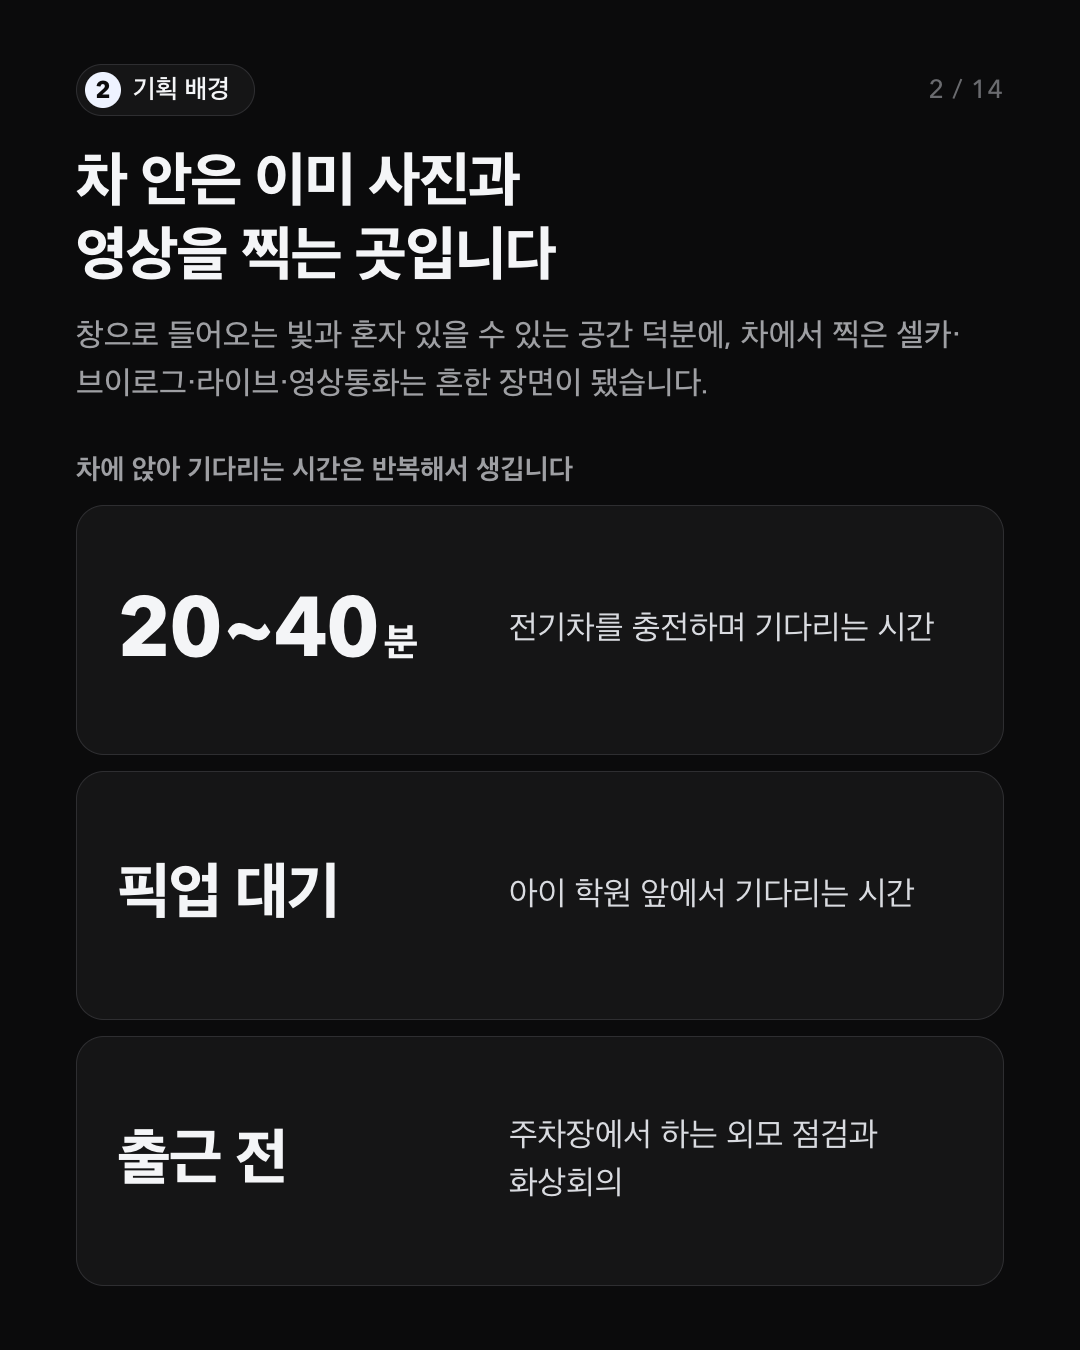 2 기획 배경
2 / 14
차 안은 이미 사진과
영상을 찍는 곳입니다
창으로 들어오는 빛과 혼자 있을 수 있는 공간 덕분에, 차에서 찍은 셀카·
브이로그·라이브·영상통화는 흔한 장면이 됐습니다.
차에 앉아 기다리는 시간은 반복해서 생깁니다
20~40분
전기차를 충전하며 기다리는 시간
픽업 대기
아이 학원 앞에서 기다리는 시간
출근 전
주차장에서 하는 외모 점검과
화상회의